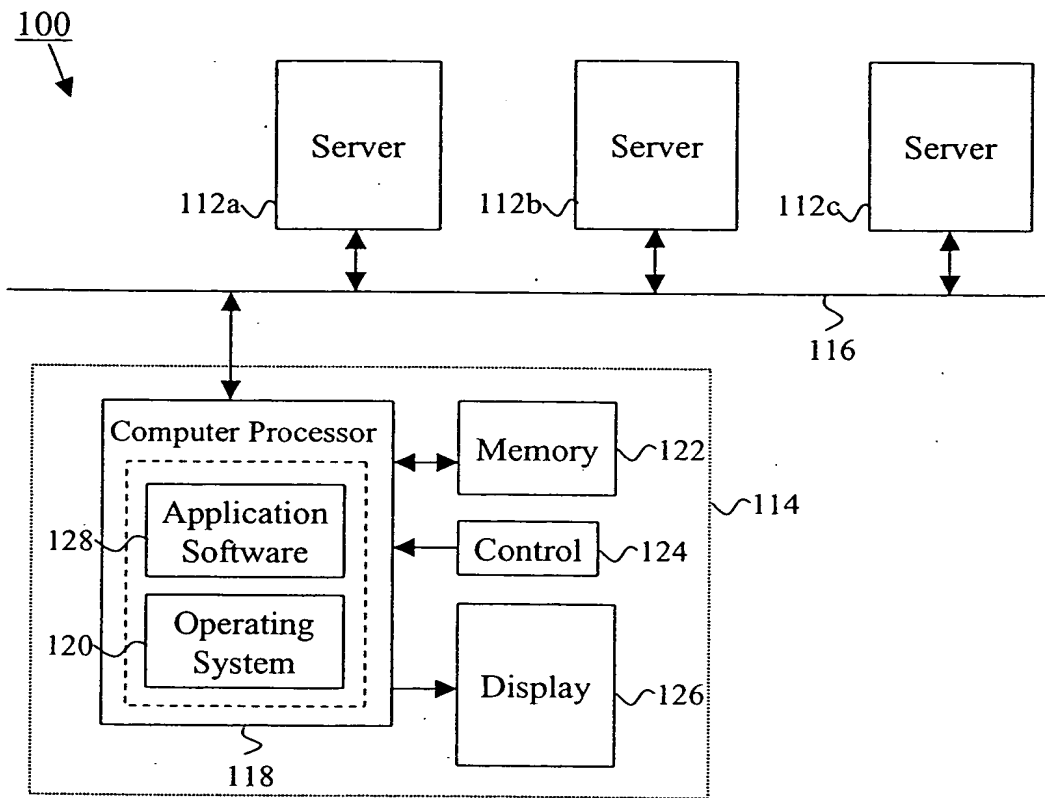 100
Server
Server
Server
112a
112b
112c
116
Computer Processor
Memory
122
114
Application
Software
128
Control
124
Operating
System
120
Display
126
118